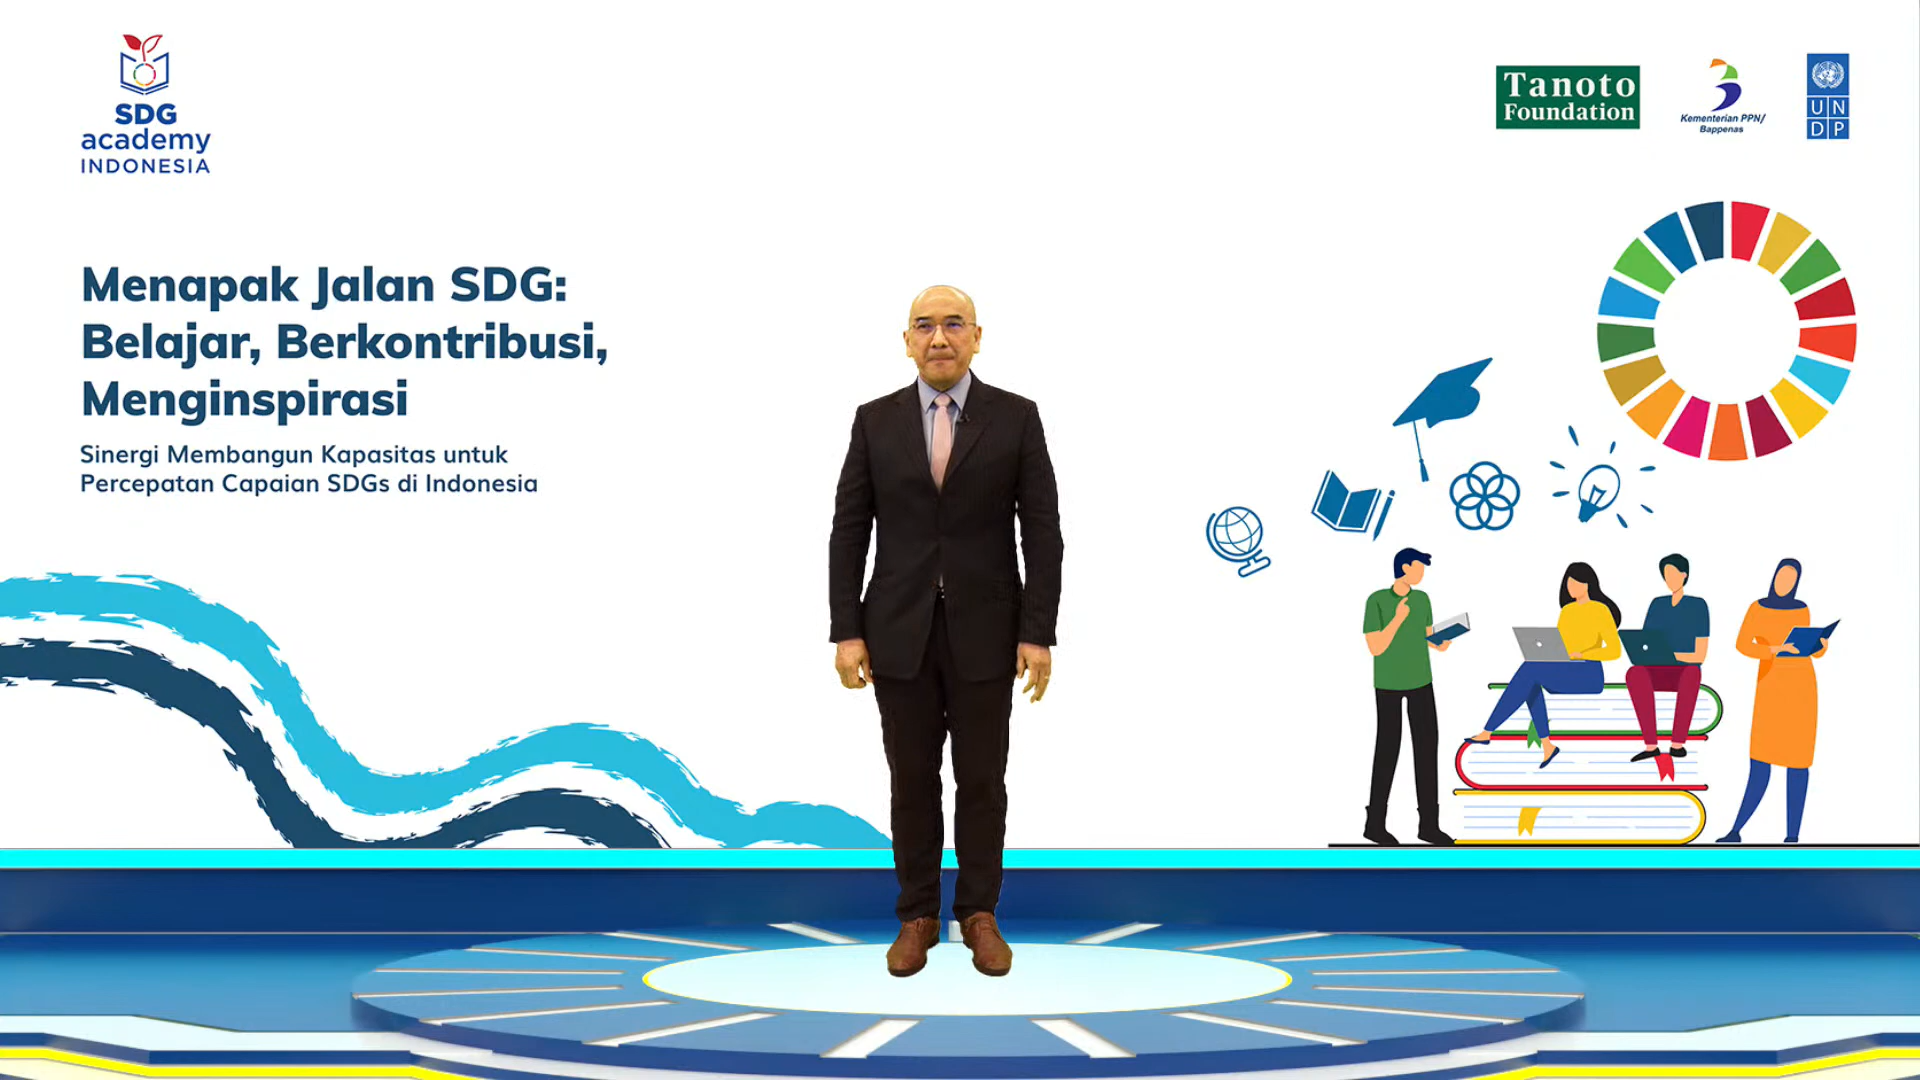 SDG
academy
INDONESIA
Tanoto
Foundation
Kementerian PPN/
Bappenas
U N
D P
Menapak Jalan SDG:
Belajar, Berkontribusi,
Menginspirasi
Sinergi Membangun Kapasitas untuk
Percepatan Capaian SDGs di Indonesia